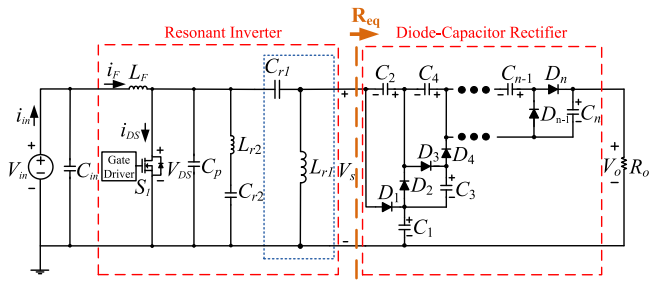 Resonant Inverter
R_eq
Diode-Capacitor Rectifier
i_in
V_in
+
−
C_in
i_F
L_F
i_DS
Gate Driver
S_1
+
V_DS
−
C_p
L_r2
C_r2
C_r1
L_r1
+
V_s
−
C_2
− +
C_4
− +
C_n-1
− +
D_n
D_n-1
+
C_n
−
D_3
D_4
D_2
+
C_3
−
D_1
+
C_1
−
+
V_o
−
R_o